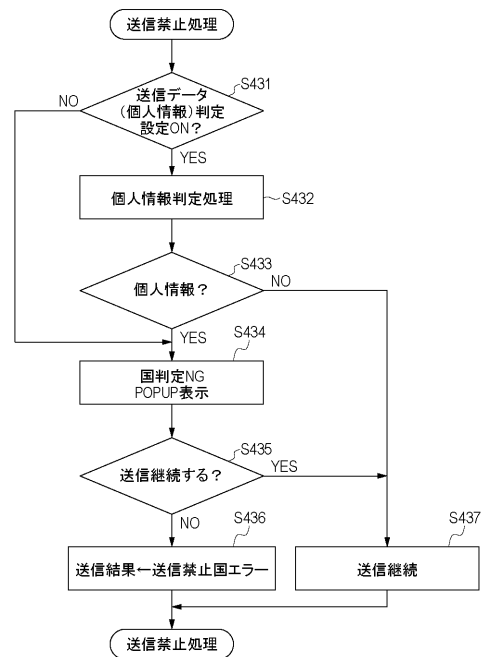 送信禁止処理
S431
NO
送信データ
(個人情報)判定
設定ON?
YES
個人情報判定処理
S432
S433
個人情報?
NO
YES
S434
国判定NG
POPUP表示
S435
送信継続する?
YES
NO
S436
S437
送信結果←送信禁止国エラー
送信継続
送信禁止処理